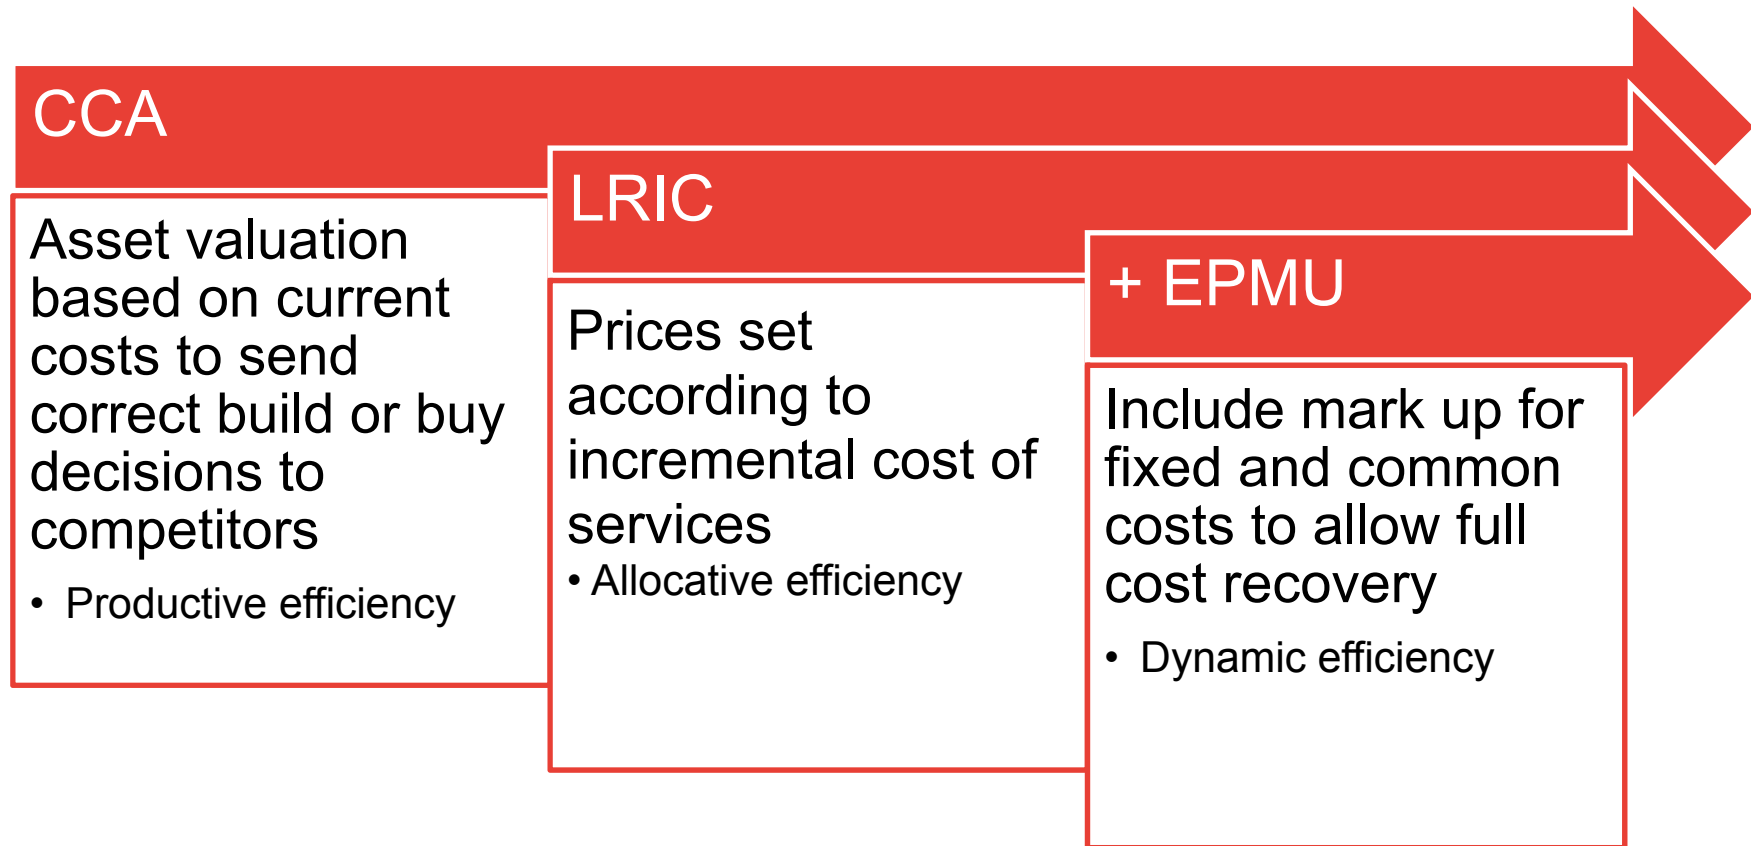 CCA
Asset valuation
based on current
costs to send
correct build or buy
decisions to
competitors
• Productive efficiency
LRIC
Prices set
according to
incremental cost of
services
• Allocative efficiency
+ EPMU
Include mark up for
fixed and common
costs to allow full
cost recovery
• Dynamic efficiency